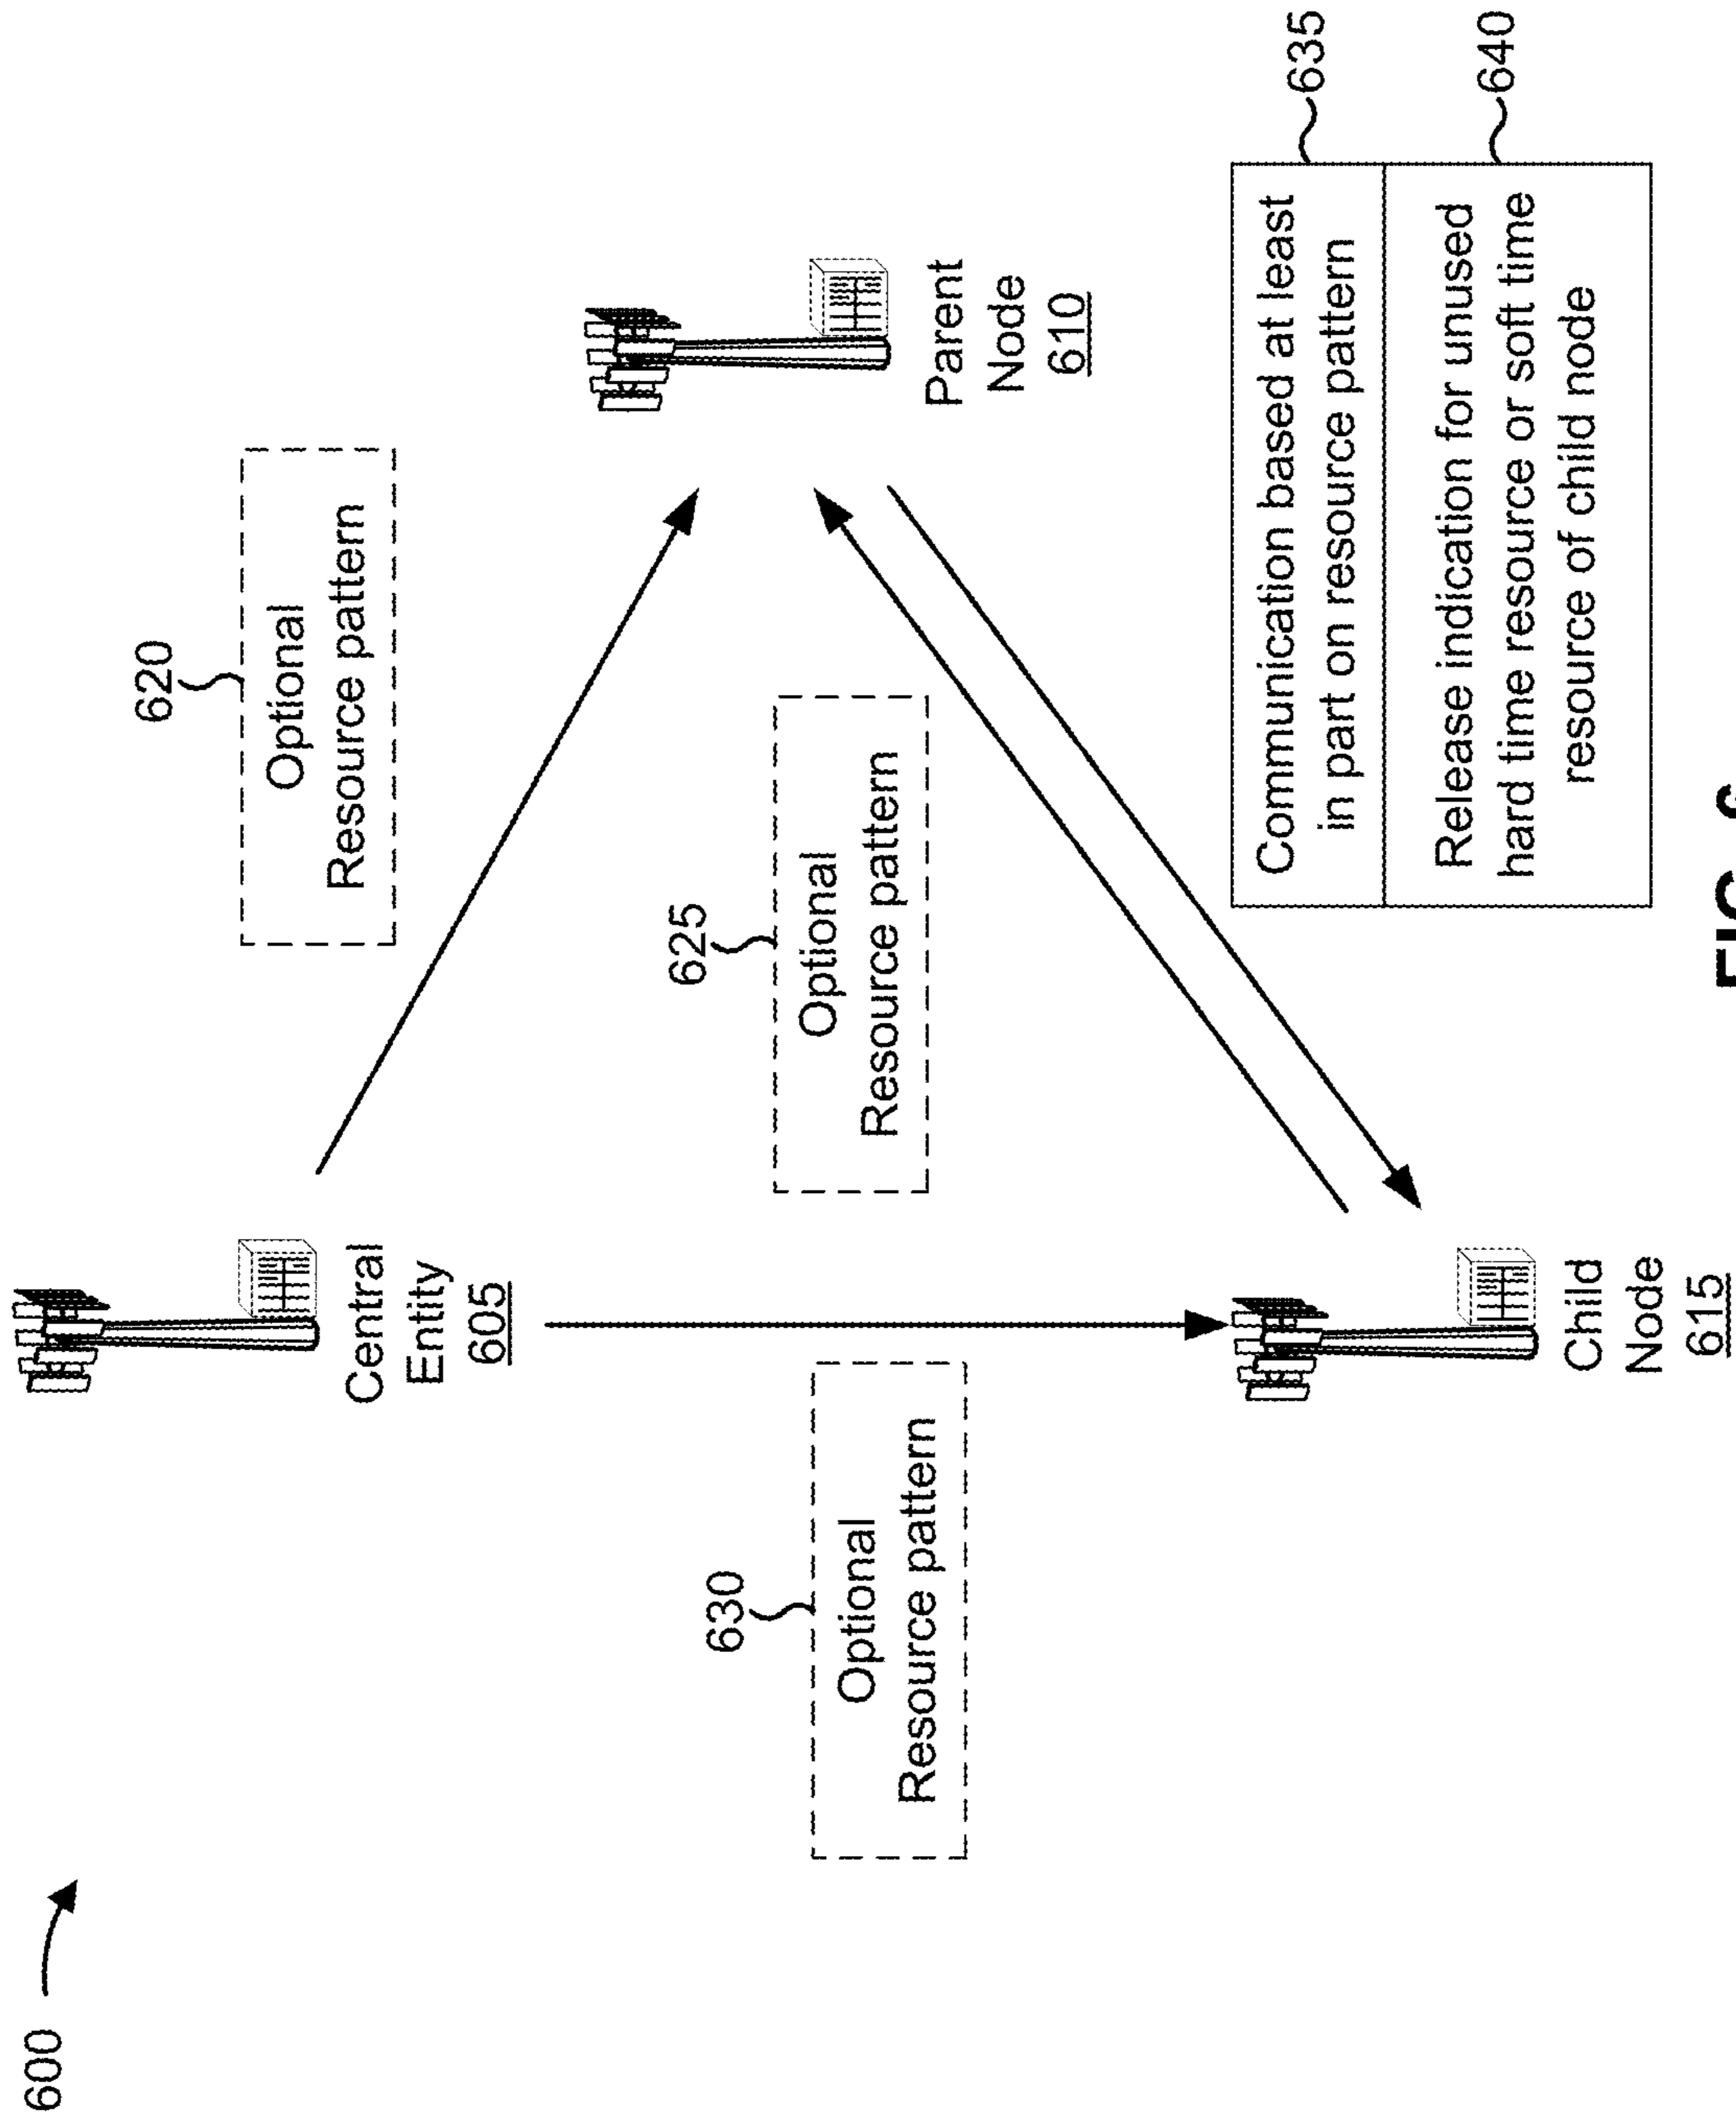 600
620
Optional
Resource pattern
Central
Entity
605
625
Optional
Resource pattern
630
Optional
Resource pattern
Parent
Node
610
Communication based at least
in part on resource pattern
635
Release indication for unused
hard time resource or soft time
resource of child node
640
Child
Node
615
FIG